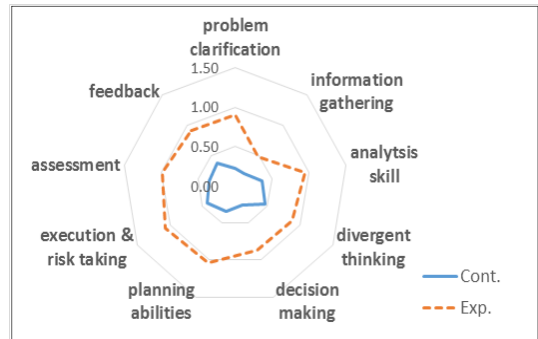 problem
clarification
1.50
information
gathering
feedback
1.00
0.50
analytsis
skill
assessment
0.00
execution &
risk taking
divergent
thinking
planning
abilities
decision
making
Cont.
Exp.